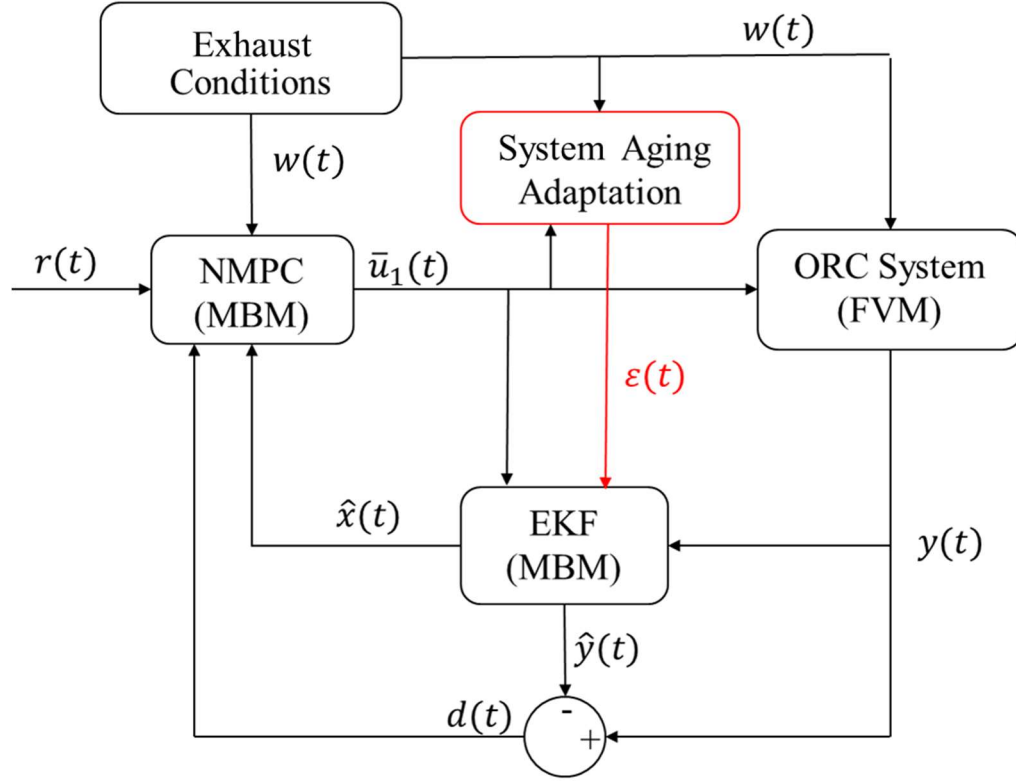 w(t)
Exhaust
Conditions
w(t)
System Aging
Adaptation
r(t)
NMPC
(MBM)
ū₁(t)
ORC System
(FVM)
ε(t)
x̂(t)
EKF
(MBM)
y(t)
ŷ(t)
d(t)
-
+